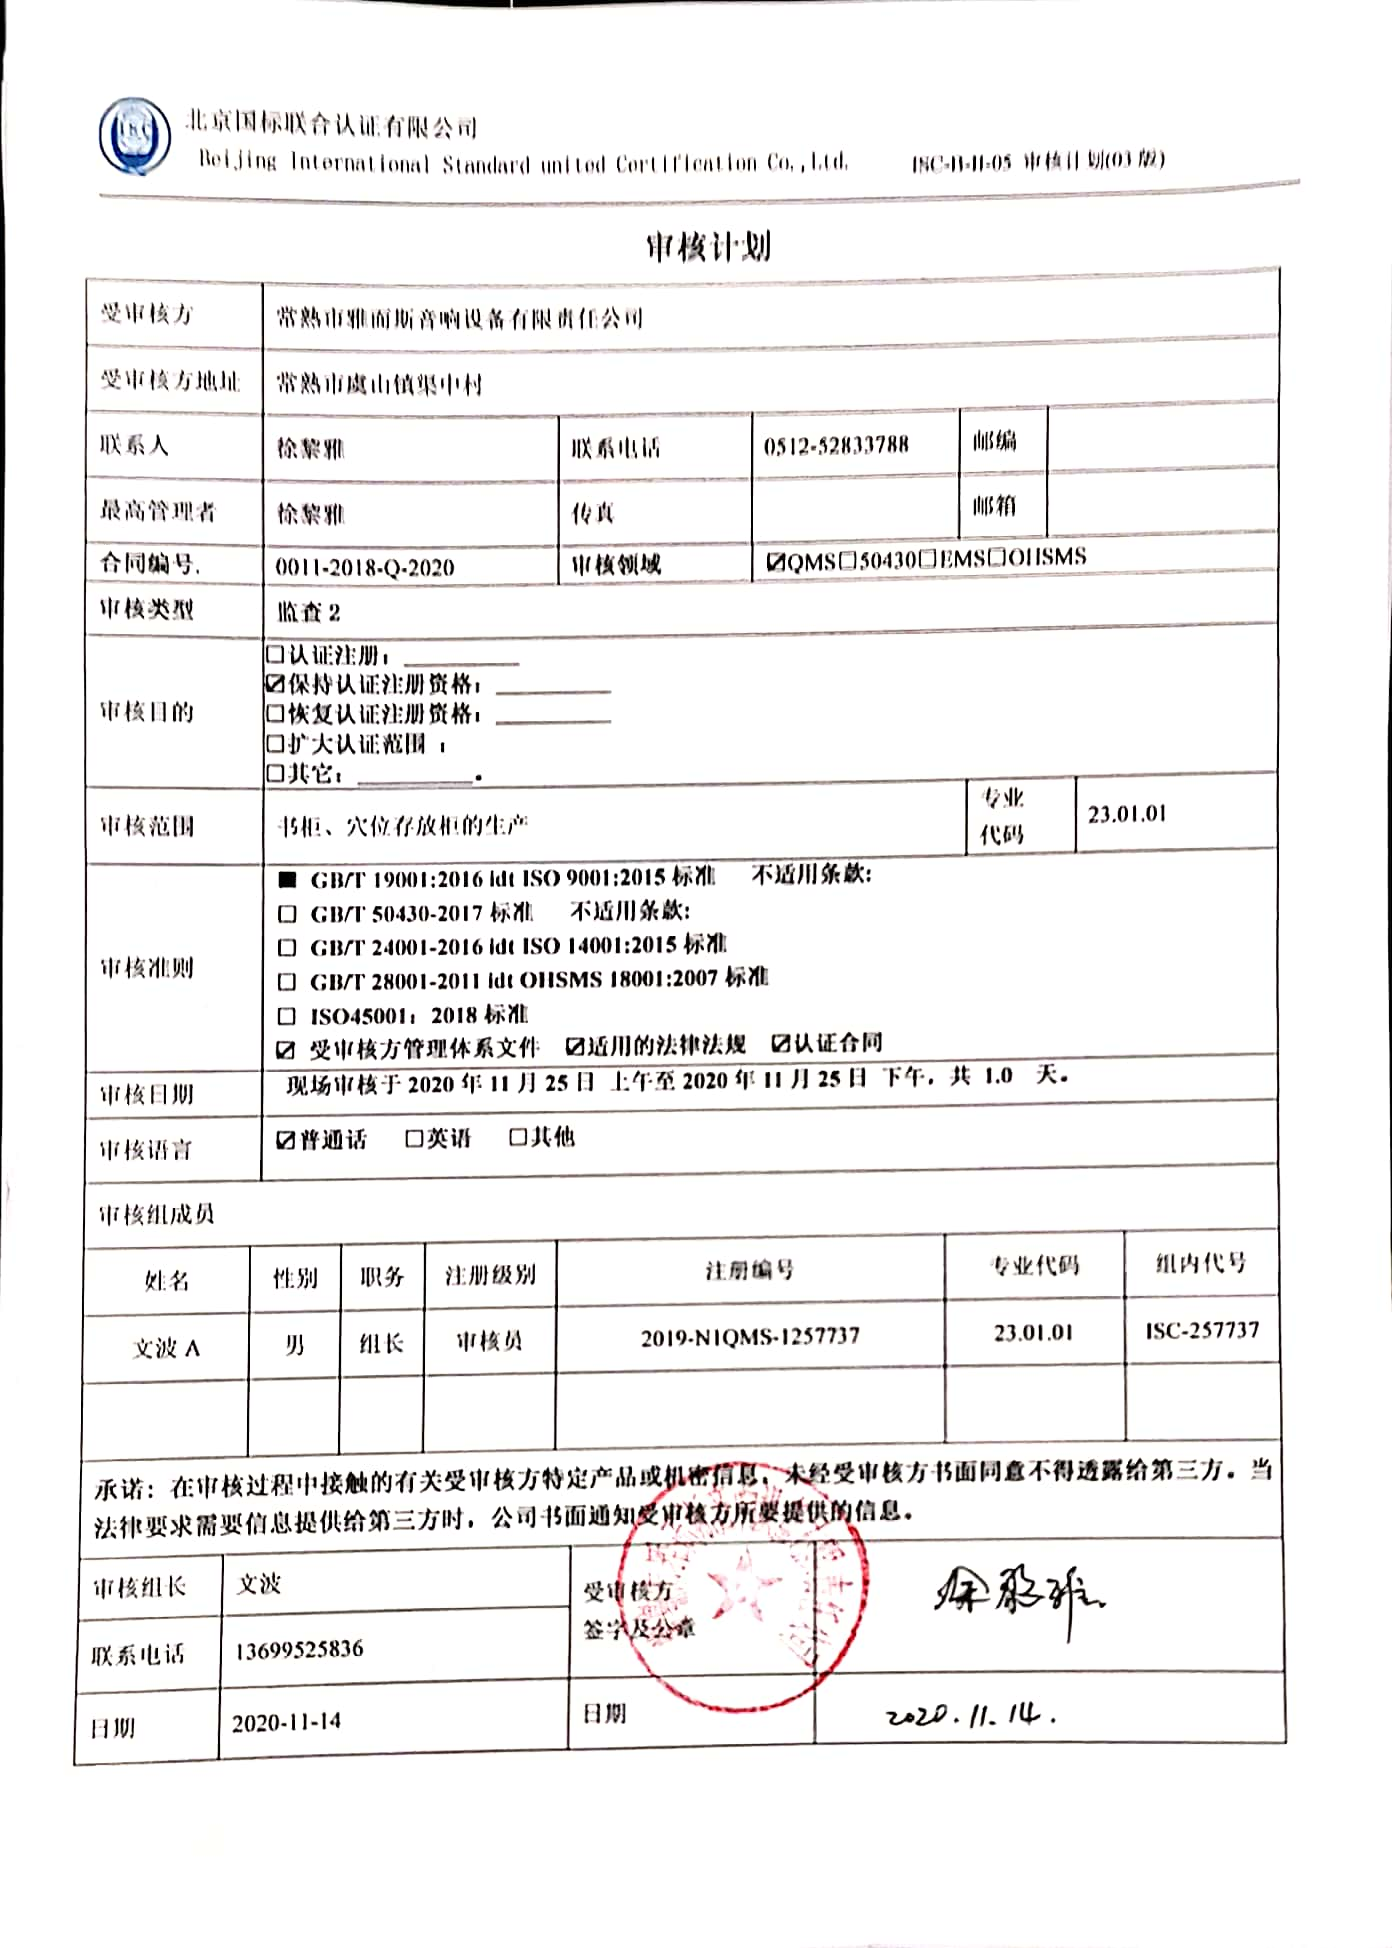 北京国标联合认证有限公司
Beijing International Standard united Certification Co.,Ltd. ISC-B-II-05 审核计划(03版)
审核计划
受审核方 常熟市雅而斯音响设备有限责任公司
受审核方地址 常熟市虞山镇渠中村
联系人 徐黎雅 联系电话 0512-52833788 邮编
最高管理者 徐黎雅 传真 邮箱
合同编号. 0011-2018-Q-2020 审核领域 ☑QMS□50430□EMS□OHSMS
审核类型 监查 2
审核目的
□认证注册：__________
☑保持认证注册资格：__________
□恢复认证注册资格：__________
□扩大认证范围 ：
□其它：__________.
审核范围 书柜、穴位存放柜的生产 专业代码 23.01.01
审核准则
■ GB/T 19001:2016 idt ISO 9001:2015 标准 不适用条款:
□ GB/T 50430-2017 标准 不适用条款:
□ GB/T 24001-2016 idt ISO 14001:2015 标准
□ GB/T 28001-2011 idt OHSMS 18001:2007 标准
□ ISO45001：2018 标准
☑ 受审核方管理体系文件 ☑适用的法律法规 ☑认证合同
审核日期 现场审核于 2020 年 11 月 25 日 上午至 2020 年 11 月 25 日 下午，共 1.0 天。
审核语言 ☑普通话 □英语 □其他
审核组成员
姓名 性别 职务 注册级别 注册编号 专业代码 组内代号
文波 A 男 组长 审核员 2019-N1QMS-1257737 23.01.01 ISC-257737
承诺：在审核过程中接触的有关受审核方特定产品或机密信息，未经受审核方书面同意不得透露给第三方。当
法律要求需要信息提供给第三方时，公司书面通知受审核方所要提供的信息。
审核组长 文波 受审核方
签字及公章 徐黎雅
联系电话 13699525836
日期 2020-11-14 日期 2020.11.14.